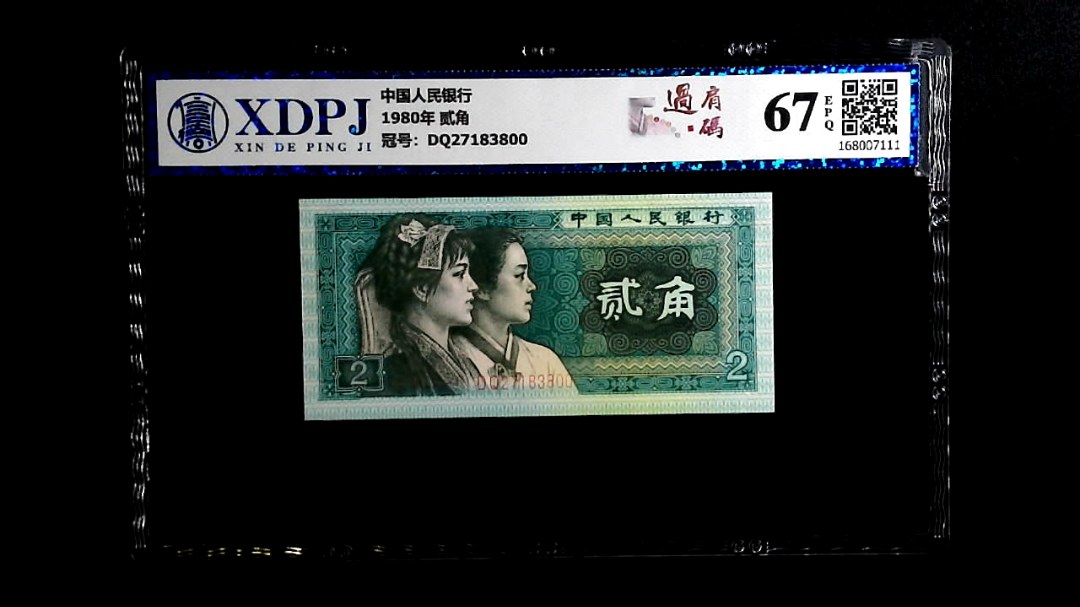 XDPJ
XIN DE PING JI
中国人民银行
1980年 贰角
冠号：DQ27183800
過肩
碼
67
EPQ
168007111
中国人民银行
贰角
2
2
DQ27183800